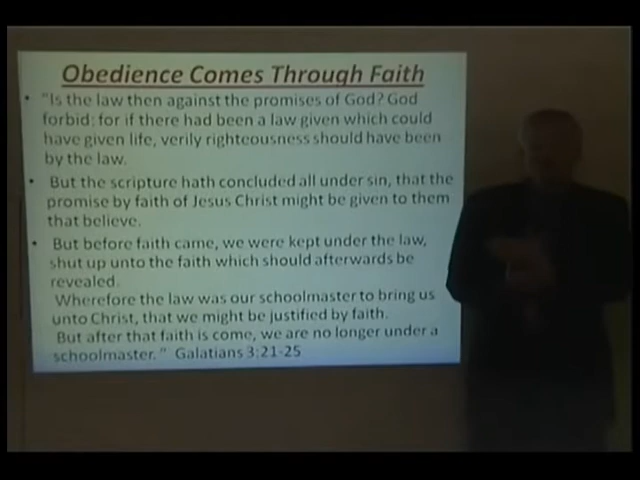 Obedience Comes Through Faith
• "Is the law then against the promises of God? God
forbid: for if there had been a law given which could
have given life, verily righteousness should have been
by the law.
• But the scripture hath concluded all under sin, that the
promise by faith of Jesus Christ might be given to them
that believe.
• But before faith came, we were kept under the law,
shut up unto the faith which should afterwards be
revealed.
Wherefore the law was our schoolmaster to bring us
unto Christ, that we might be justified by faith.
But after that faith is come, we are no longer under a
schoolmaster." Galatians 3:21-25